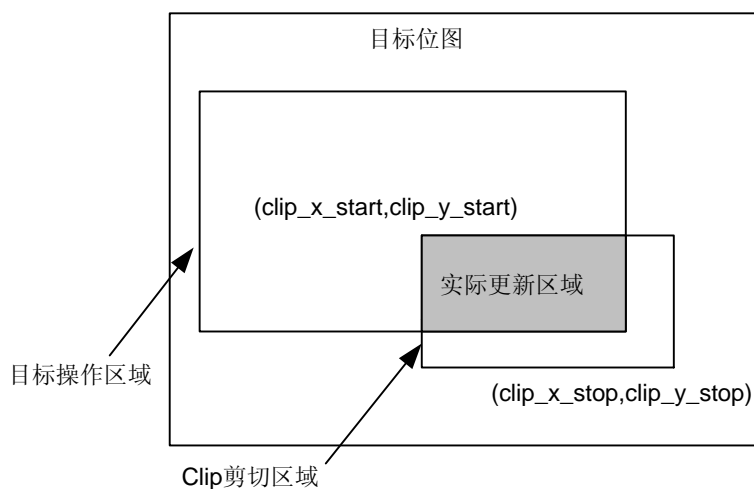 目标位图
(clip_x_start,clip_y_start)
实际更新区域
目标操作区域
(clip_x_stop,clip_y_stop)
Clip剪切区域